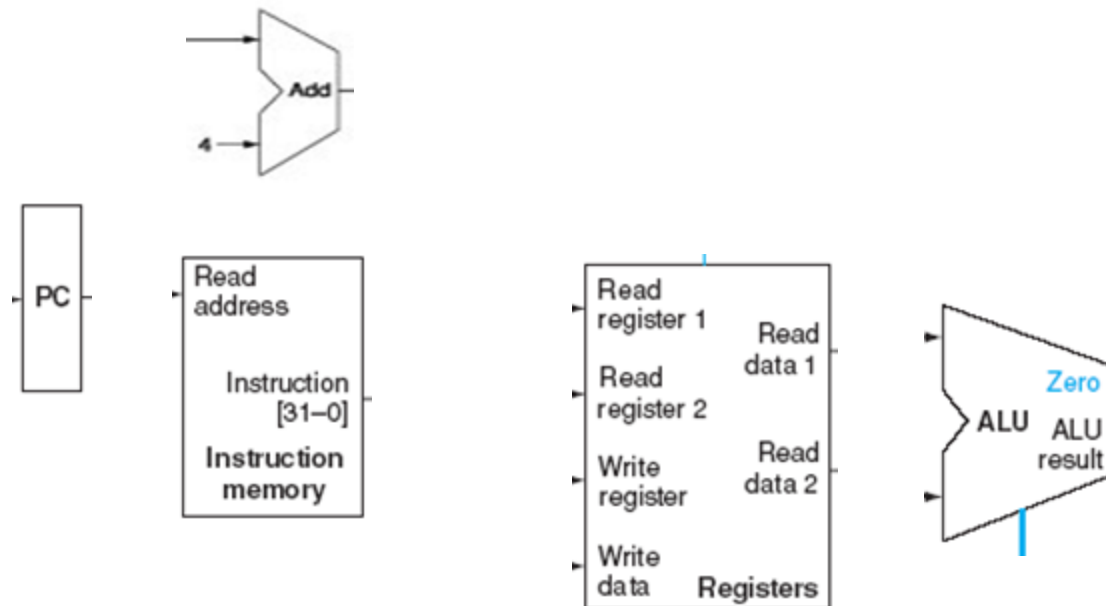 Add
4
PC
Read
address
Instruction
[31–0]
Instruction
memory
Read
register 1
Read
register 2
Write
register
Write
data
Read
data 1
Read
data 2
Registers
Zero
ALU
ALU
result